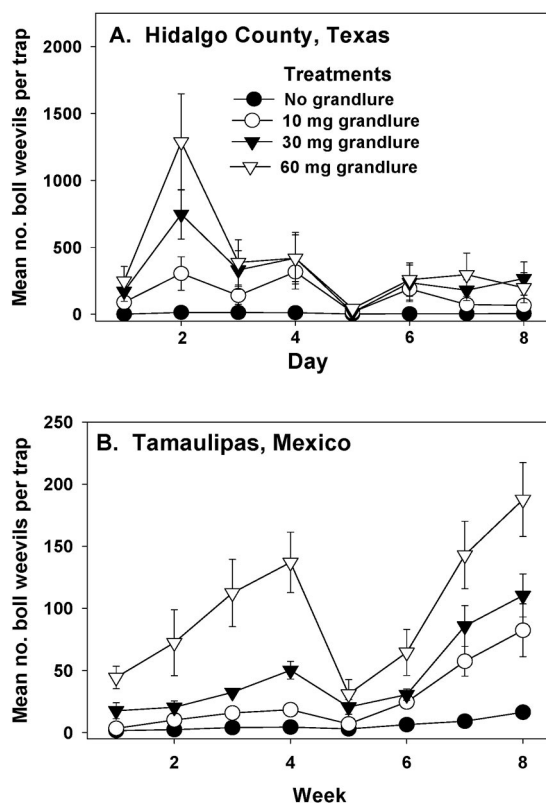 A. Hidalgo County, Texas
Treatments
No grandlure
10 mg grandlure
30 mg grandlure
60 mg grandlure
Mean no. boll weevils per trap
2000
1500
1000
500
0
2 4 6 8
Day
B. Tamaulipas, Mexico
Mean no. boll weevils per trap
250
200
150
100
50
0
2 4 6 8
Week